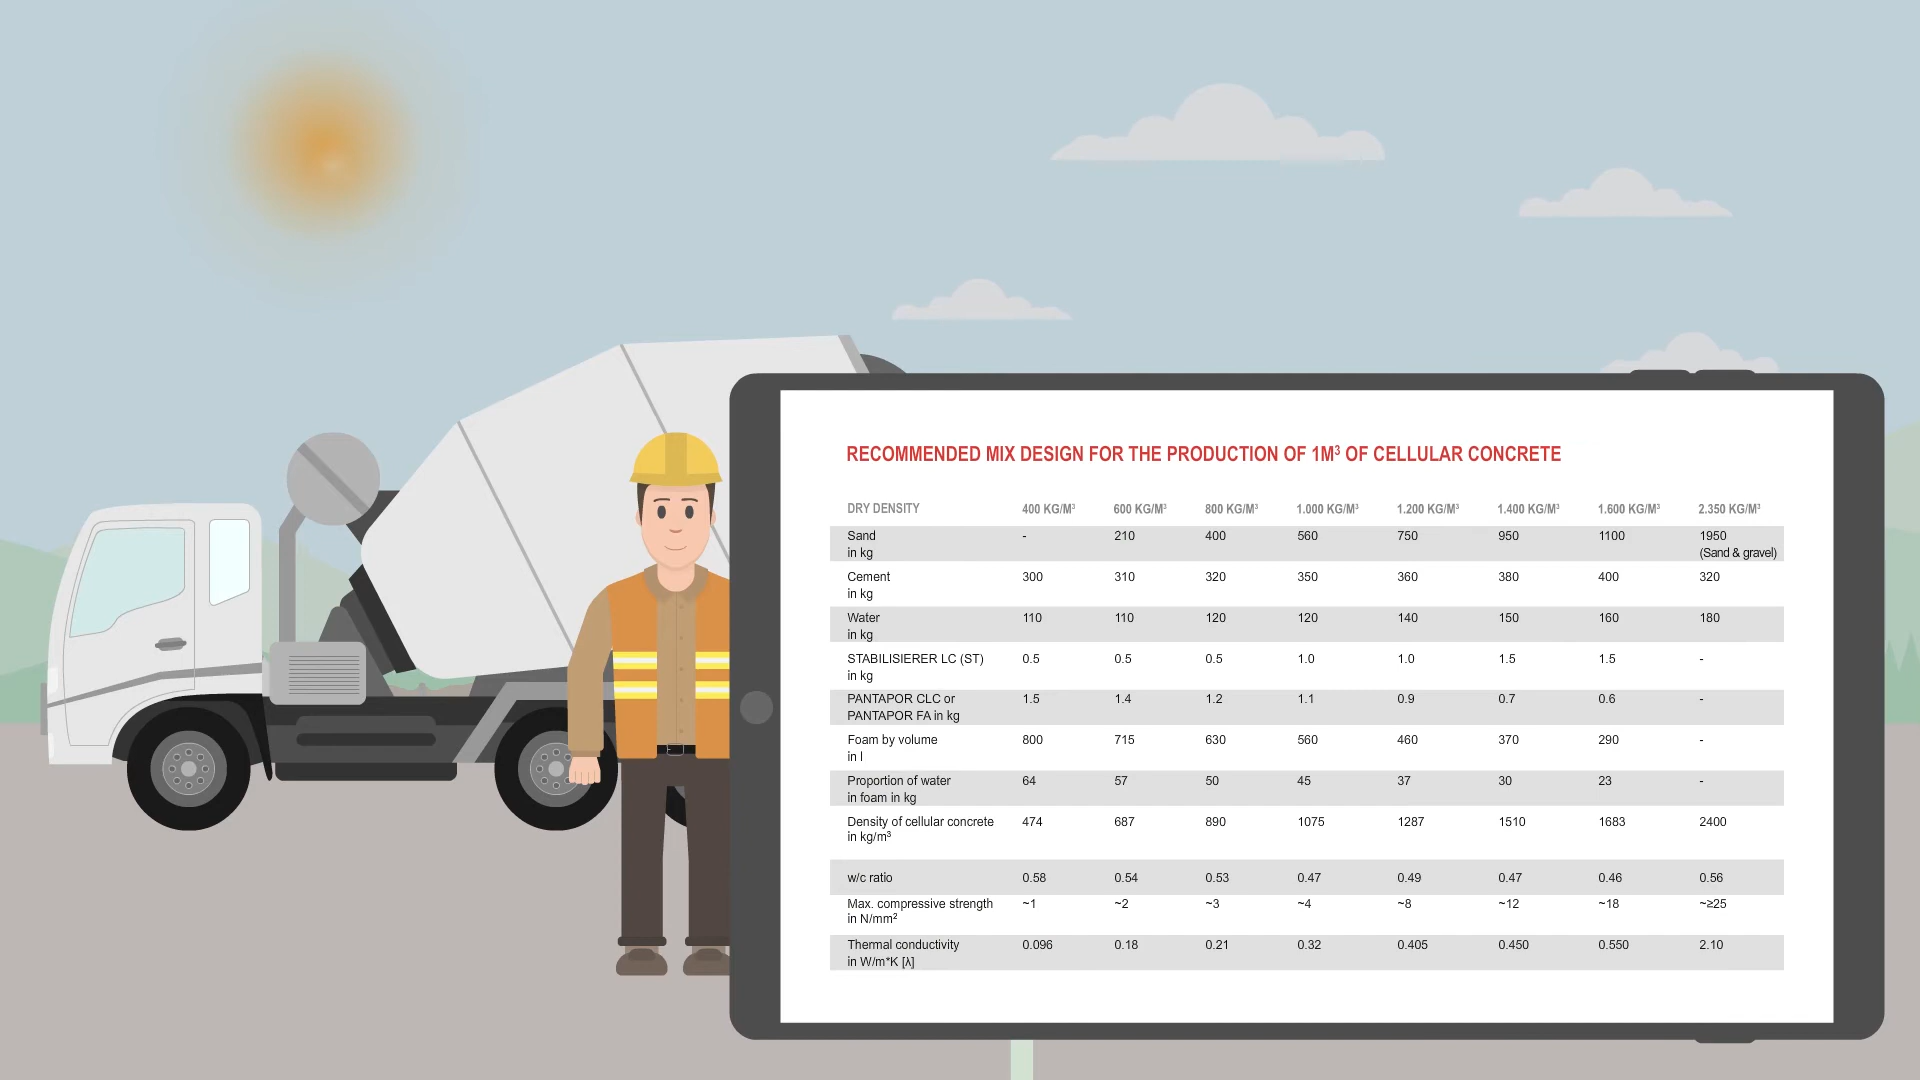 RECOMMENDED MIX DESIGN FOR THE PRODUCTION OF 1M³ OF CELLULAR CONCRETE
DRY DENSITY 400 KG/M³ 600 KG/M³ 800 KG/M³ 1.000 KG/M³ 1.200 KG/M³ 1.400 KG/M³ 1.600 KG/M³ 2.350 KG/M³
Sand - 210 400 560 750 950 1100 1950
in kg (Sand & gravel)
Cement 300 310 320 350 360 380 400 320
in kg
Water 110 110 120 120 140 150 160 180
in kg
STABILISIERER LC (ST) 0.5 0.5 0.5 1.0 1.0 1.5 1.5 -
in kg
PANTAPOR CLC or 1.5 1.4 1.2 1.1 0.9 0.7 0.6 -
PANTAPOR FA in kg
Foam by volume 800 715 630 560 460 370 290 -
in l
Proportion of water 64 57 50 45 37 30 23 -
in foam in kg
Density of cellular concrete 474 687 890 1075 1287 1510 1683 2400
in kg/m³
w/c ratio 0.58 0.54 0.53 0.47 0.49 0.47 0.46 0.56
Max. compressive strength ~1 ~2 ~3 ~4 ~8 ~12 ~18 ~≥25
in N/mm²
Thermal conductivity 0.096 0.18 0.21 0.32 0.405 0.450 0.550 2.10
in W/m*K [λ]